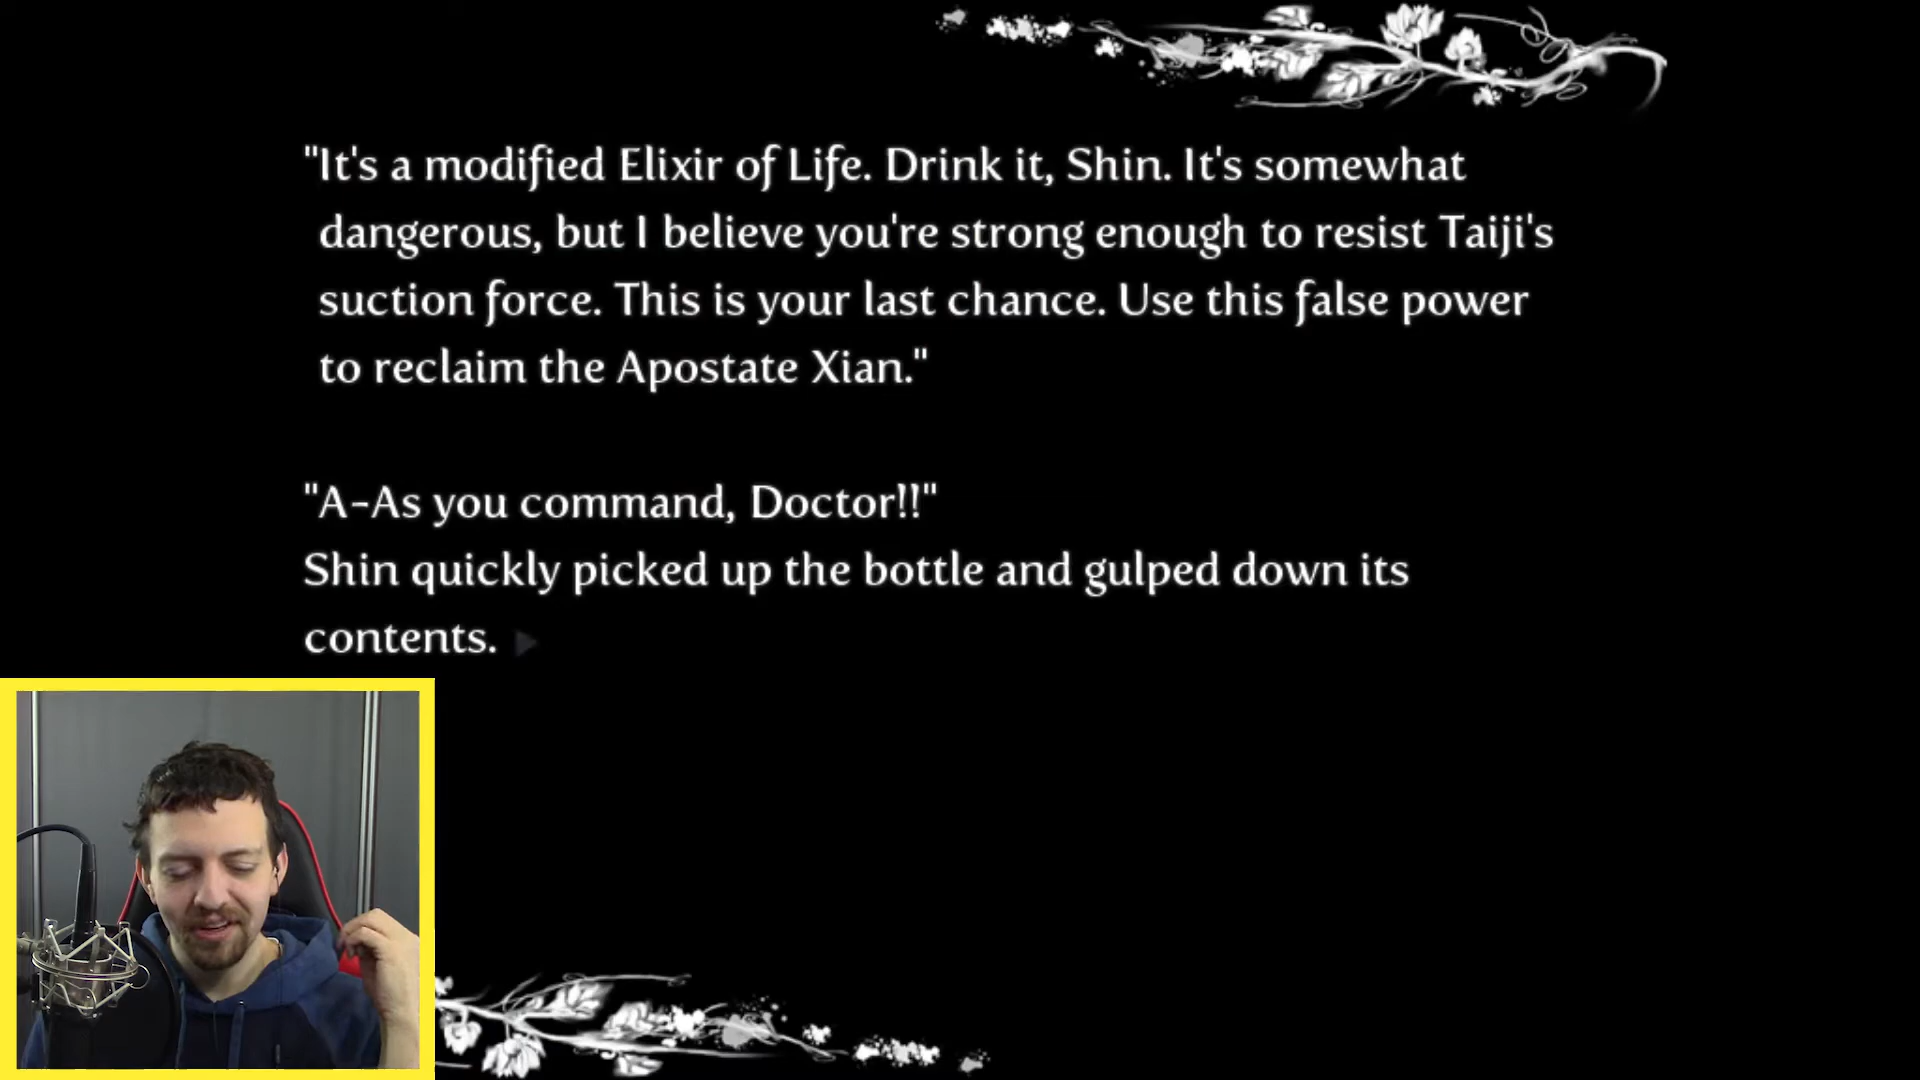 "It's a modified Elixir of Life. Drink it, Shin. It's somewhat
dangerous, but I believe you're strong enough to resist Taiji's
suction force. This is your last chance. Use this false power
to reclaim the Apostate Xian."
"A-As you command, Doctor!!"
Shin quickly picked up the bottle and gulped down its
contents.